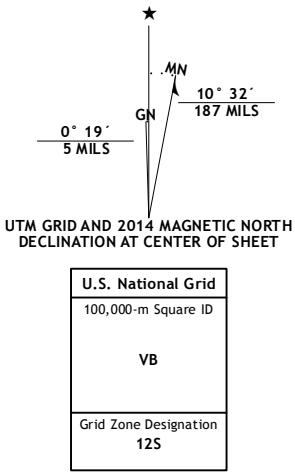 MN
GN
10° 32´
187 MILS
0° 19´
5 MILS
UTM GRID AND 2014 MAGNETIC NORTH
DECLINATION AT CENTER OF SHEET
U.S. National Grid
100,000-m Square ID
VB
Grid Zone Designation
12S